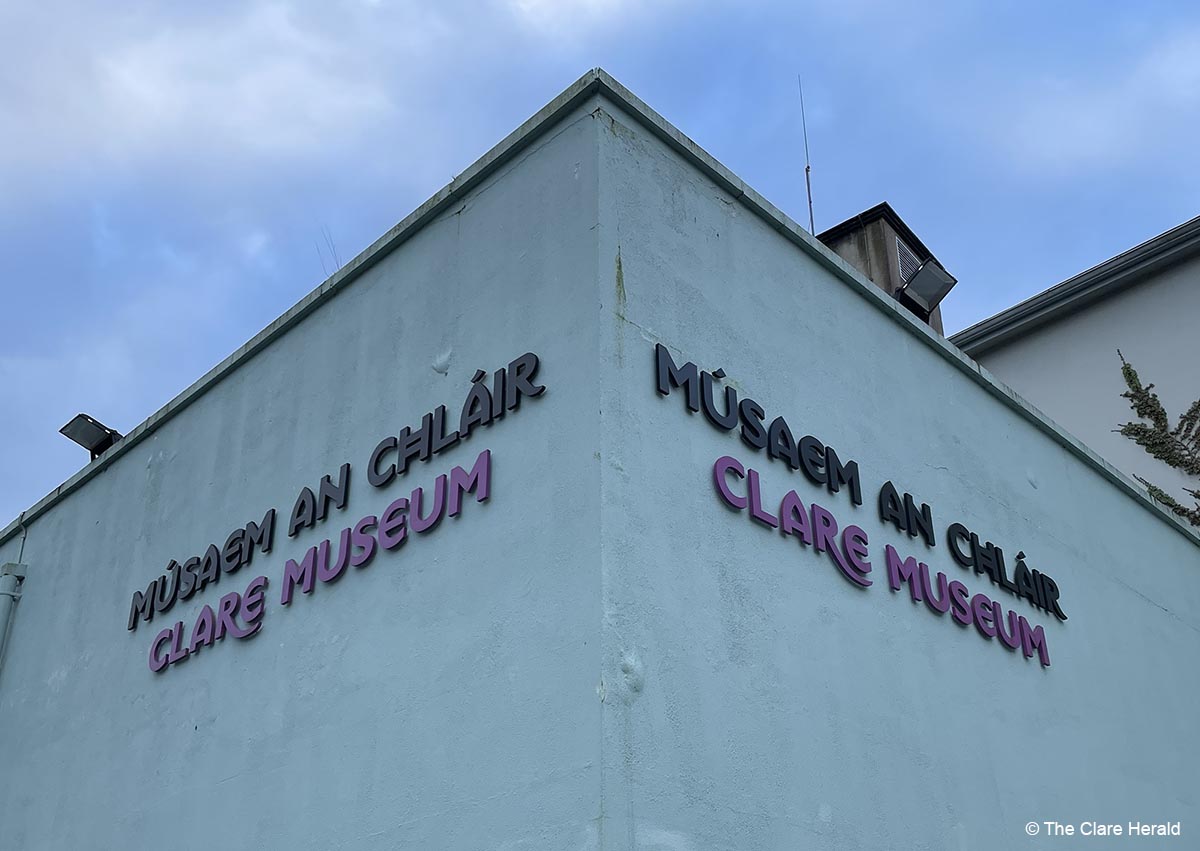 MÚSAEM AN CHLÁIR
CLARE MUSEUM
MÚSAEM AN CHLÁIR
CLARE MUSEUM
© The Clare Herald